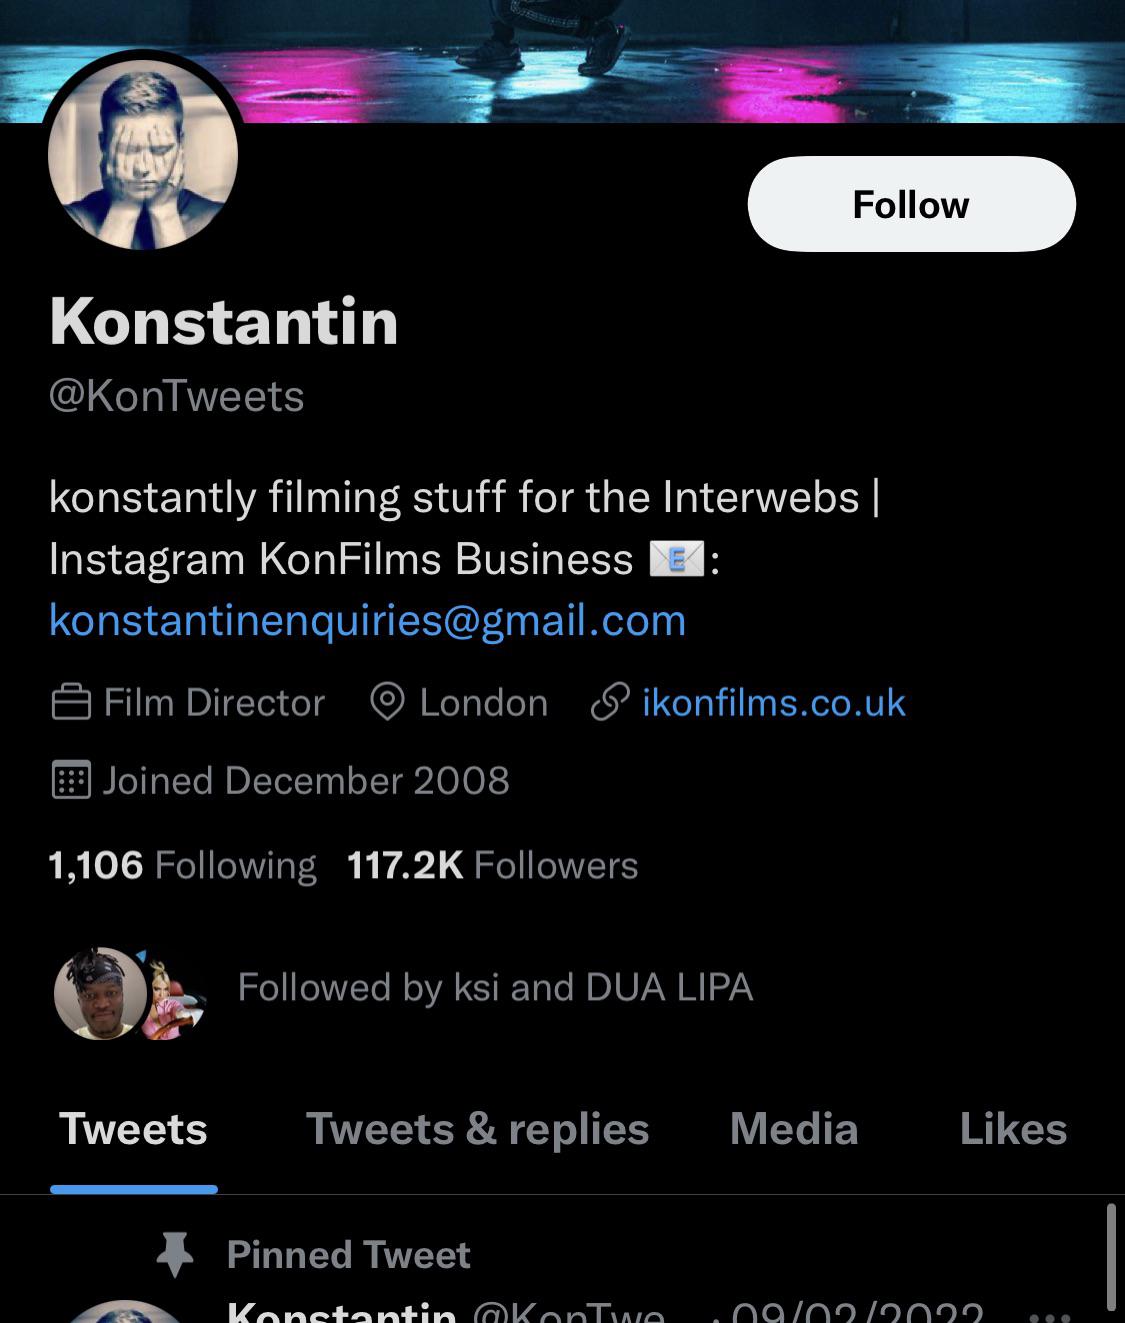 Follow
Konstantin
@KonTweets
konstantly filming stuff for the Interwebs |
Instagram KonFilms Business 📧:
konstantinenquiries@gmail.com
Film Director London ikonfilms.co.uk
Joined December 2008
1,106 Following 117.2K Followers
Followed by ksi and DUA LIPA
Tweets Tweets & replies Media Likes
Pinned Tweet
Konstantin @KonTwe... · 09/02/2022 •••